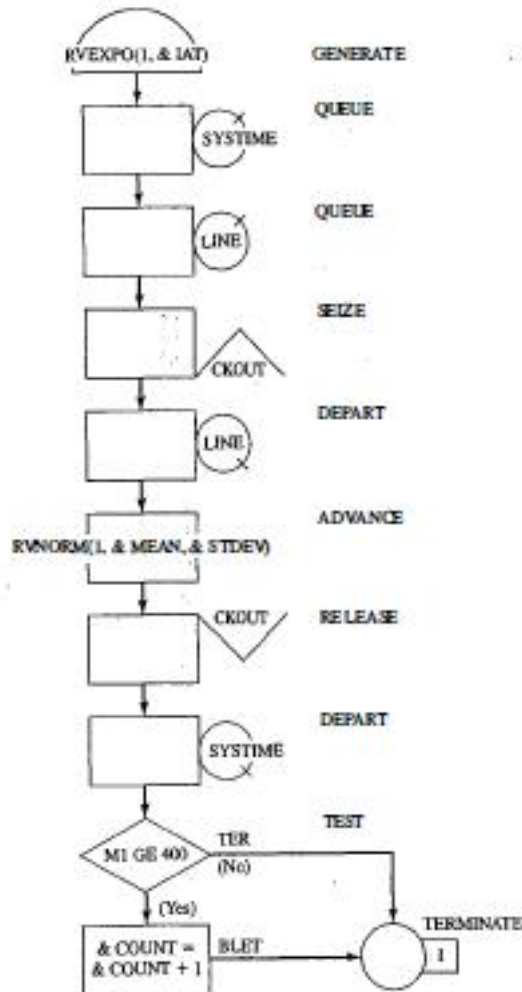 RVEXPO(1, & IAT) GENERATE
QUEUE
SYSTIME
QUEUE
LINE
SEIZE
CKOUT
DEPART
LINE
ADVANCE
RVNORM(1, & MEAN, & STDEV)
CKOUT RELEASE
DEPART
SYSTIME
TEST
TER
M1 GE 400
(No)
(Yes)
TERMINATE
& COUNT = BLET
& COUNT + 1
1